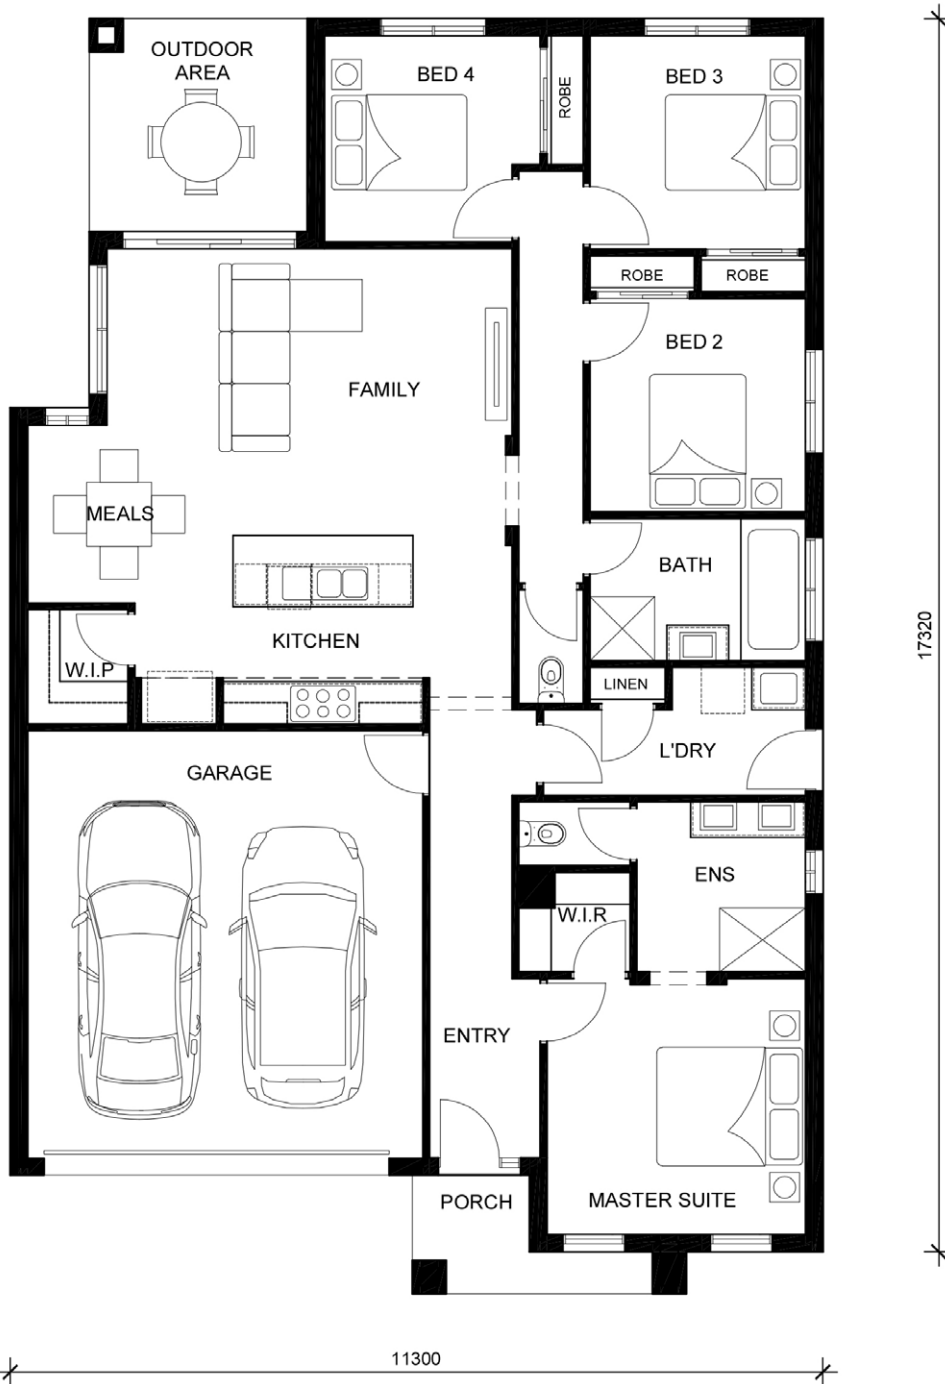 OUTDOOR
AREA
BED 4
ROBE
BED 3
ROBE
ROBE
BED 2
FAMILY
MEALS
BATH
KITCHEN
W.I.P
LINEN
L'DRY
GARAGE
ENS
W.I.R
ENTRY
PORCH
MASTER SUITE
17320
11300